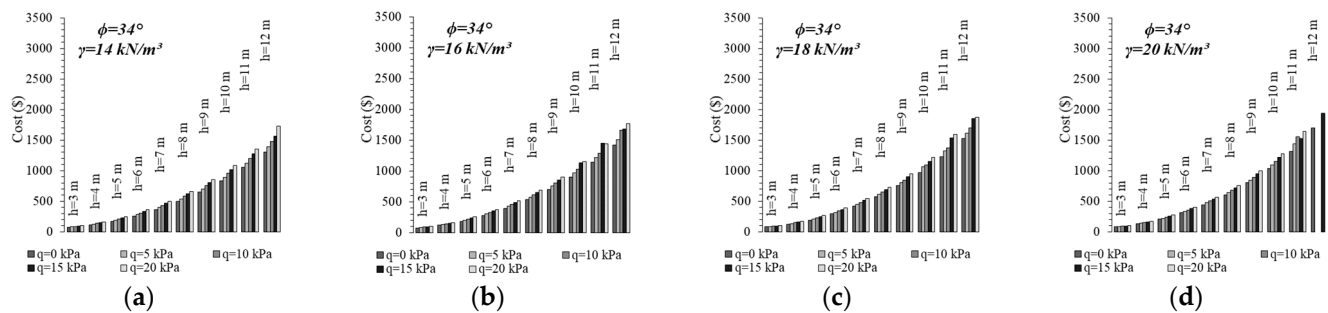 3500
3000
2500
2000
1500
1000
500
0
Cost ($)
ϕ=34°
γ=14 kN/m³
h=3 m
h=4 m
h=5 m
h=6 m
h=7 m
h=8 m
h=9 m
h=10 m
h=11 m
h=12 m
q=0 kPa q=5 kPa q=10 kPa
q=15 kPa q=20 kPa
(a)
3500
3000
2500
2000
1500
1000
500
0
Cost ($)
ϕ=34°
γ=16 kN/m³
h=3 m
h=4 m
h=5 m
h=6 m
h=7 m
h=8 m
h=9 m
h=10 m
h=11 m
h=12 m
q=0 kPa q=5 kPa q=10 kPa
q=15 kPa q=20 kPa
(b)
3500
3000
2500
2000
1500
1000
500
0
Cost ($)
ϕ=34°
γ=18 kN/m³
h=3 m
h=4 m
h=5 m
h=6 m
h=7 m
h=8 m
h=9 m
h=10 m
h=11 m
h=12 m
q=0 kPa q=5 kPa q=10 kPa
q=15 kPa q=20 kPa
(c)
3500
3000
2500
2000
1500
1000
500
0
Cost ($)
ϕ=34°
γ=20 kN/m³
h=3 m
h=4 m
h=5 m
h=6 m
h=7 m
h=8 m
h=9 m
h=10 m
h=11 m
h=12 m
q=0 kPa q=5 kPa q=10 kPa
q=15 kPa q=20 kPa
(d)